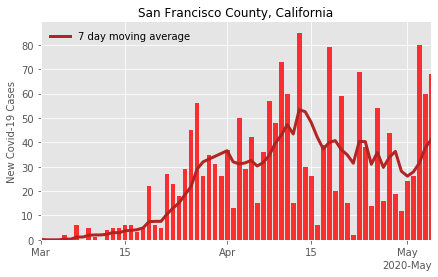 San Francisco County, California
7 day moving average
New Covid-19 Cases
80
70
60
50
40
30
20
10
0
Mar
15
Apr
15
May
2020-May